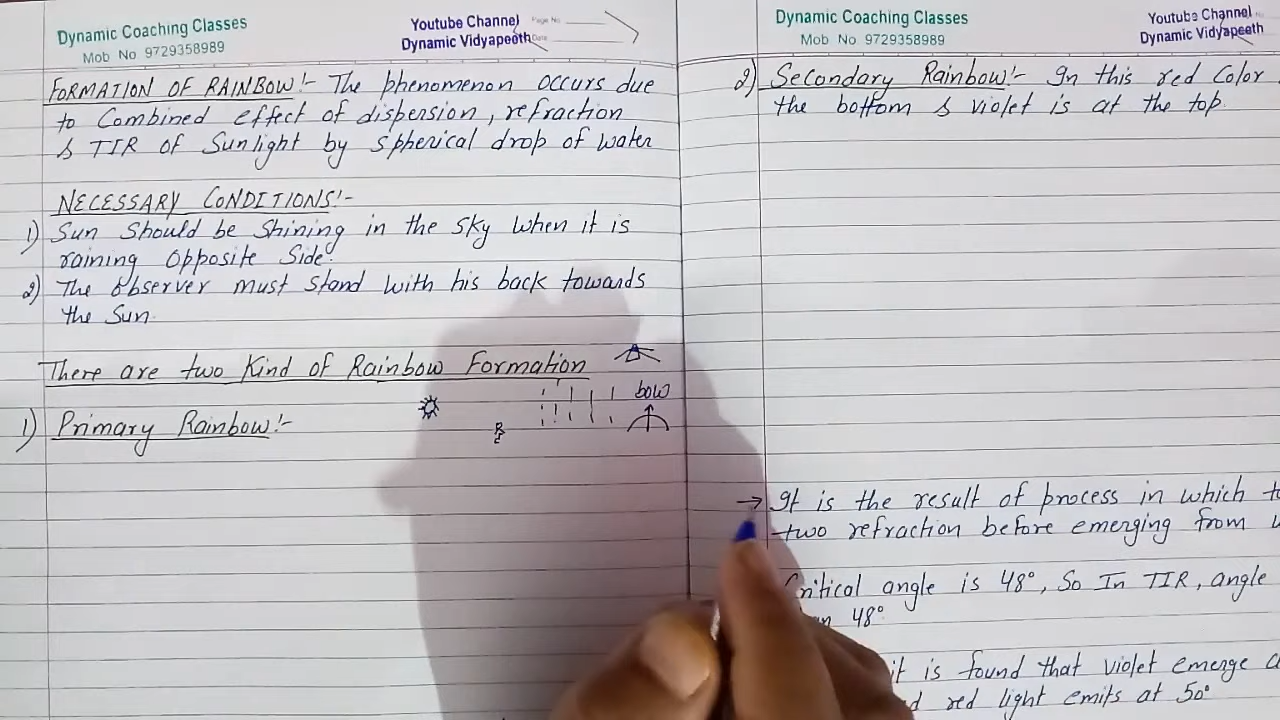 Dynamic Coaching Classes
Mob No 9729358989
Youtube Channel
Dynamic Vidyapeeth
Page No
Date
FORMATION OF RAINBOW:- The phenomenon occurs due
to Combined effect of dispersion, refraction
& TIR of Sunlight by spherical drop of water
NECESSARY CONDITIONS:-
1) Sun should be shining in the sky when it is
raining opposite side.
2) The observer must stand with his back towards
the Sun.
There are two Kind of Rainbow Formation
bow
1) Primary Rainbow:-
Dynamic Coaching Classes
Mob No 9729358989
Youtube Channel
Dynamic Vidyapeeth
2) Secondary Rainbow:- In this red Color
the bottom & violet is at the top.
→ It is the result of process in which
two refraction before emerging from
Critical angle is 48°, So In TIR, angle
48°
it is found that violet emerge
red light emits at 50°